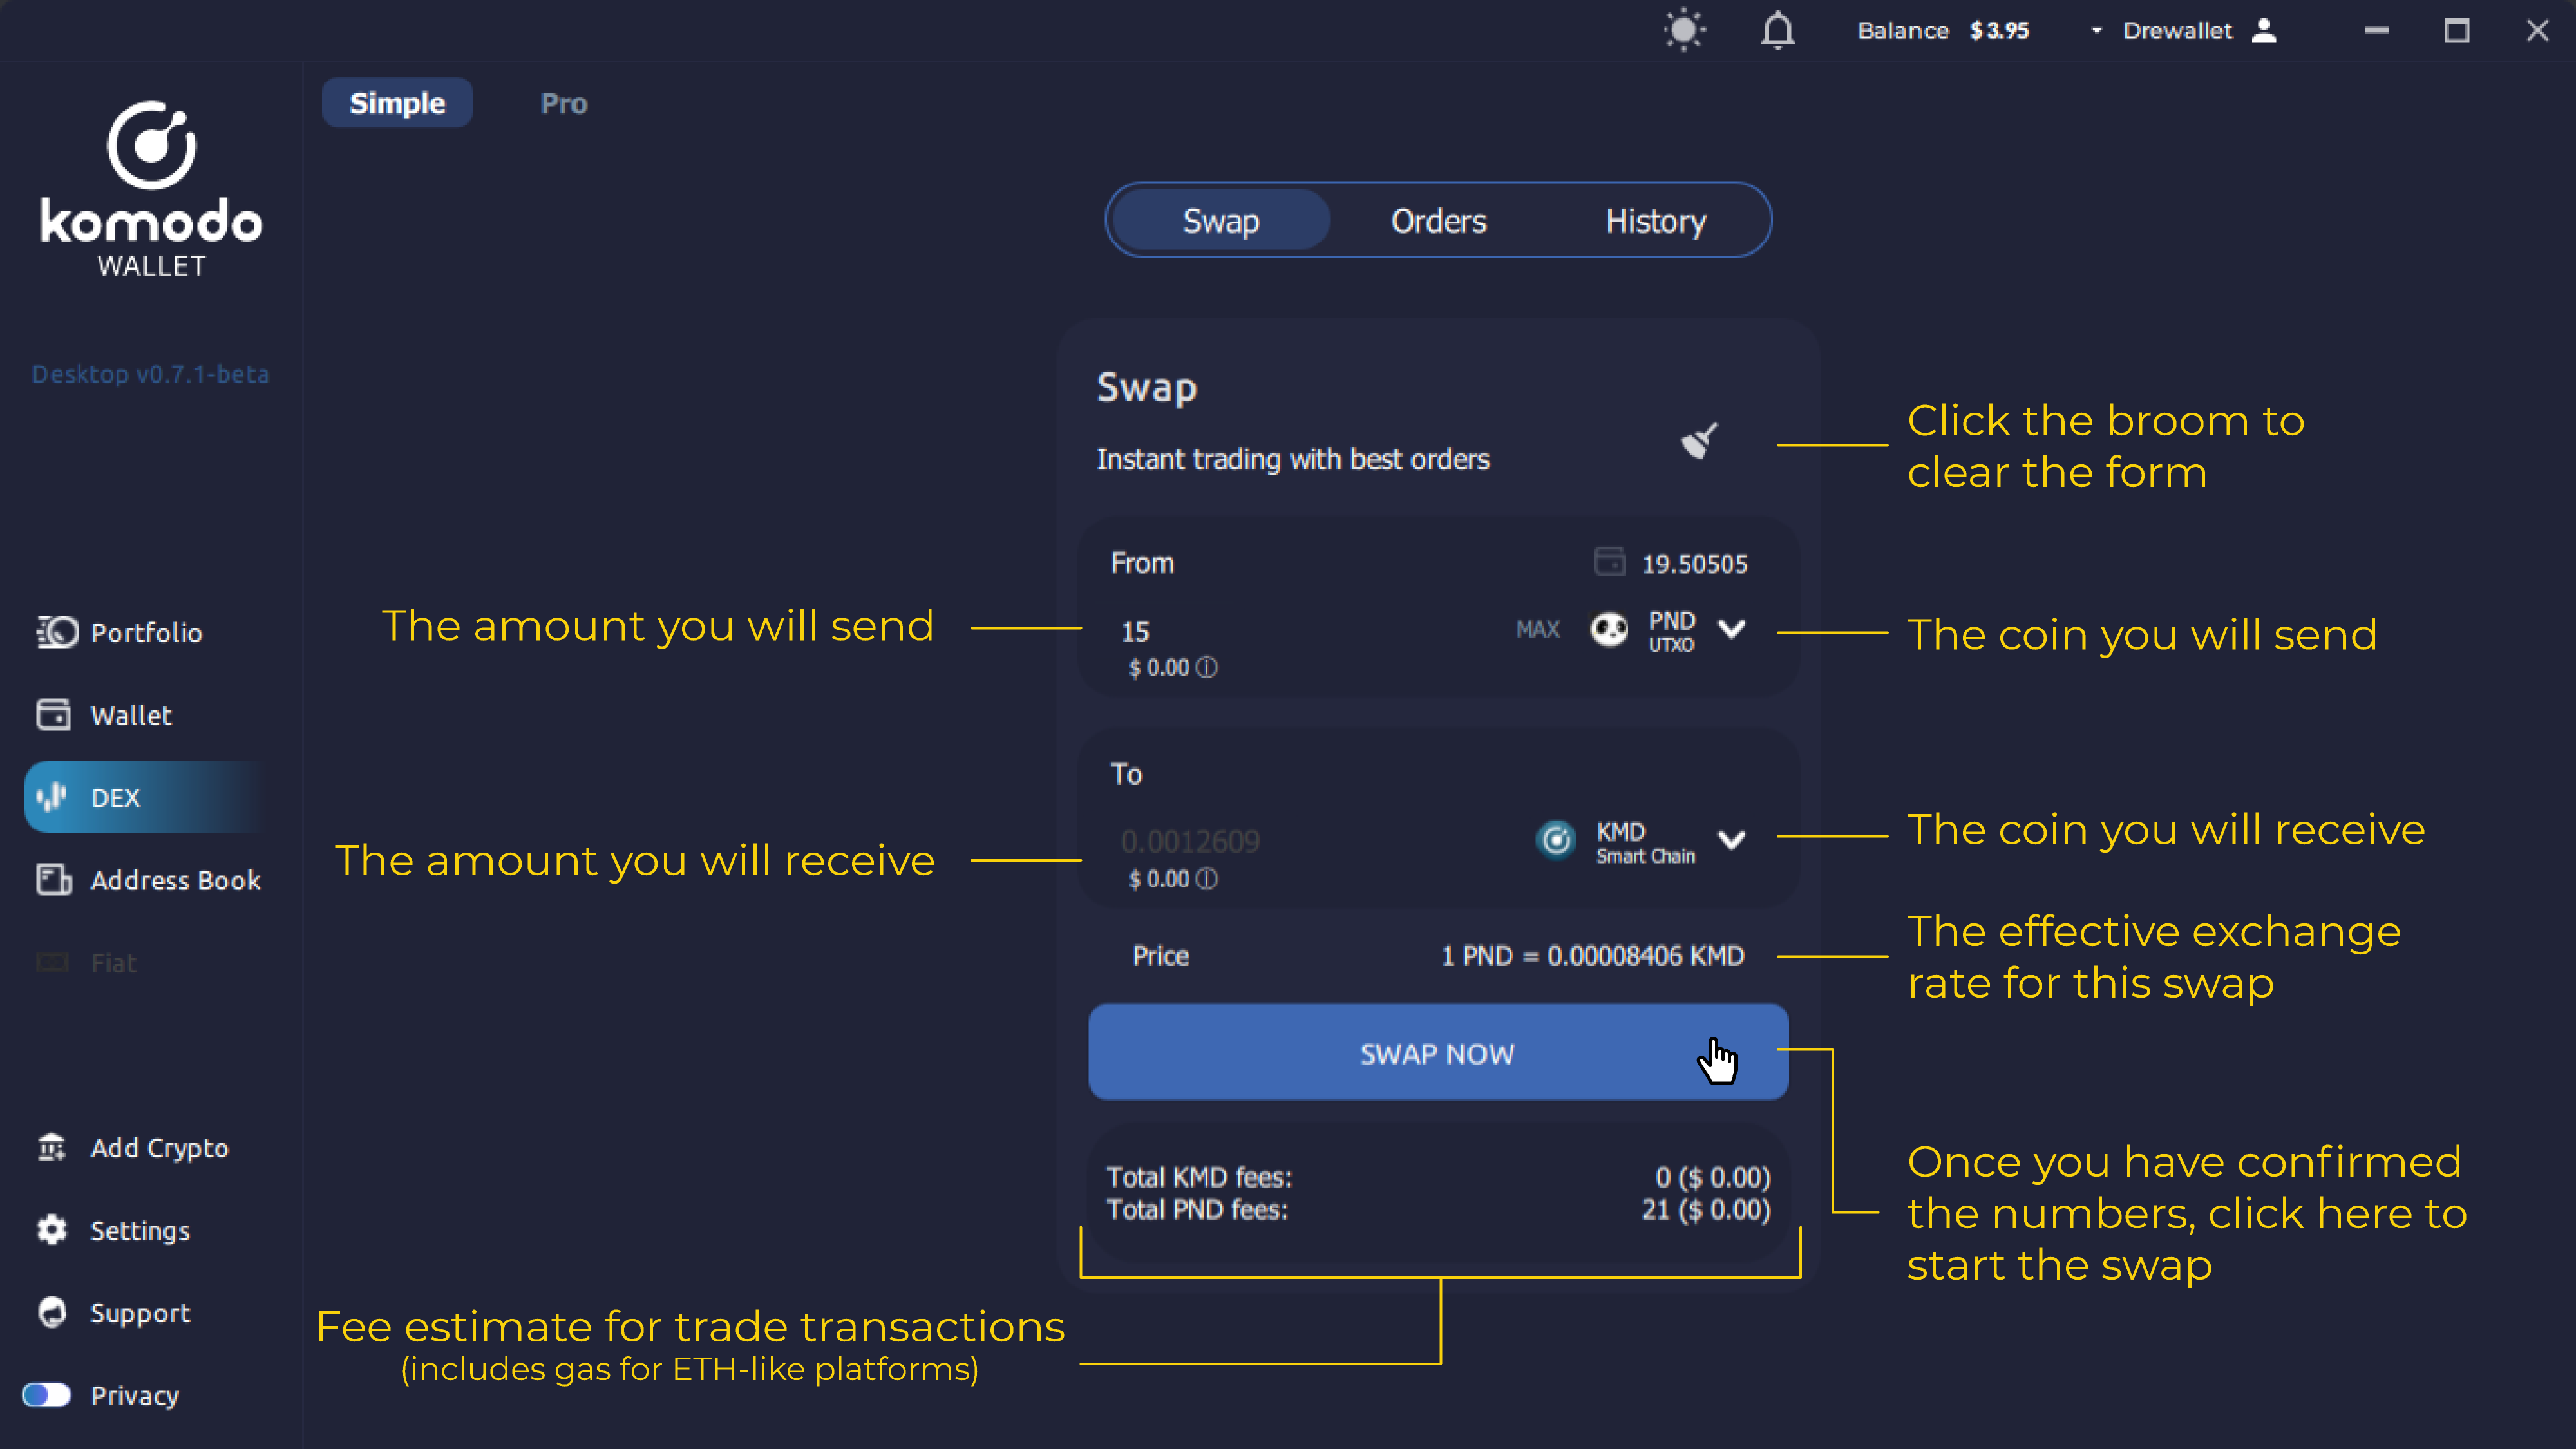 Balance $ 3.95 Drewallet
Simple Pro
komodo
WALLET
Desktop v0.7.1-beta
Portfolio
Wallet
DEX
Address Book
Fiat
Add Crypto
Settings
Support
Privacy
Swap Orders History
Swap
Instant trading with best orders
Click the broom to
clear the form
From 19.50505
The amount you will send
15 MAX PND
UTXO
$ 0.00
The coin you will send
To
The amount you will receive
0.0012609 KMD
Smart Chain
$ 0.00
The coin you will receive
Price 1 PND = 0.00008406 KMD
The effective exchange
rate for this swap
SWAP NOW
Once you have confirmed
the numbers, click here to
start the swap
Total KMD fees: 0 ($ 0.00)
Total PND fees: 21 ($ 0.00)
Fee estimate for trade transactions
(includes gas for ETH-like platforms)